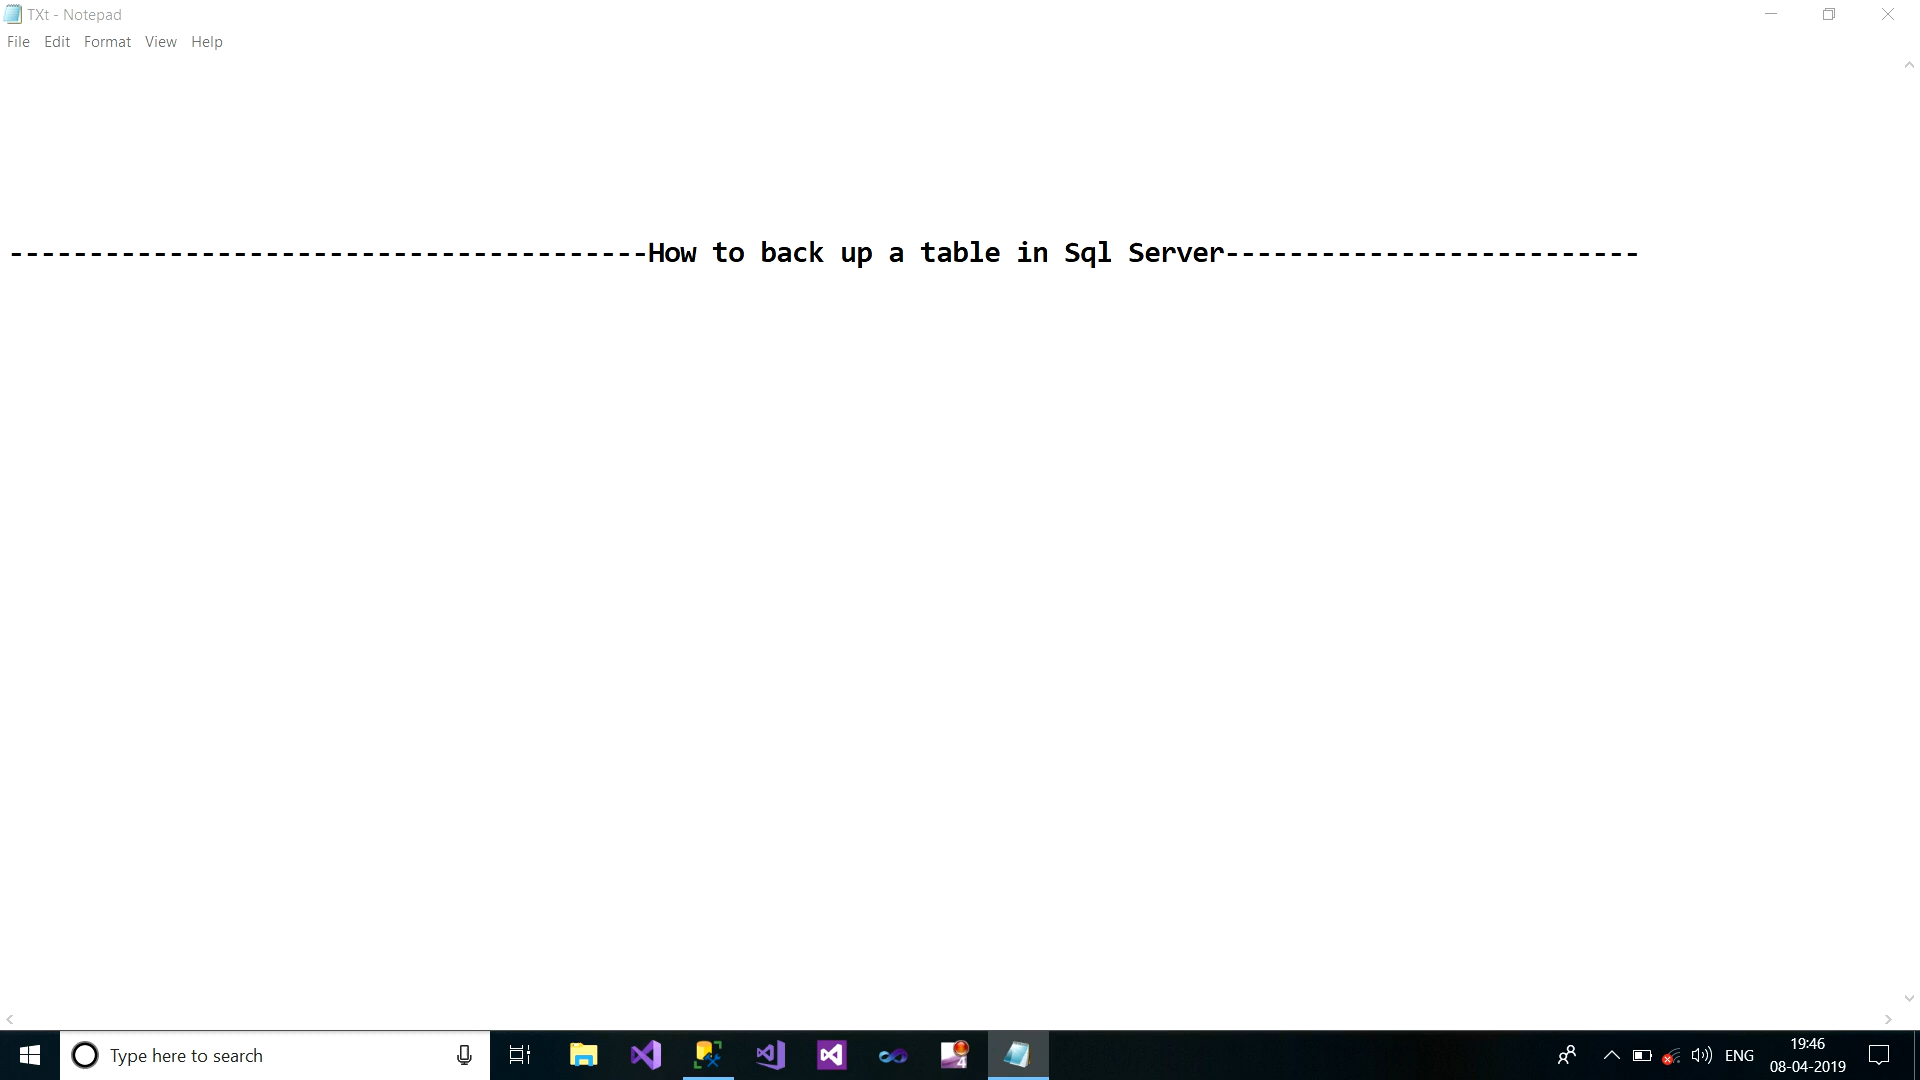 TXt - Notepad
File Edit Format View Help
----------------------------------------How to back up a table in Sql Server--------------------------
Type here to search
4
ENG
19:46
08-04-2019